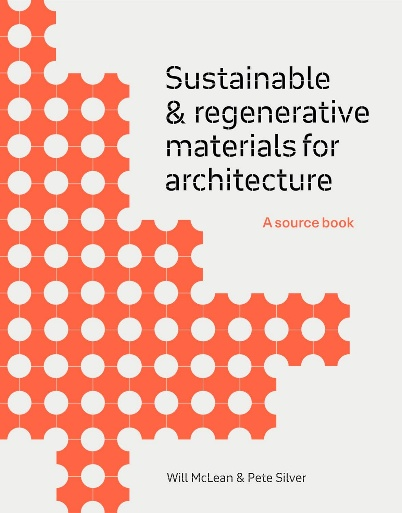 Sustainable
& regenerative
materials for
architecture
A source book
Will McLean & Pete Silver